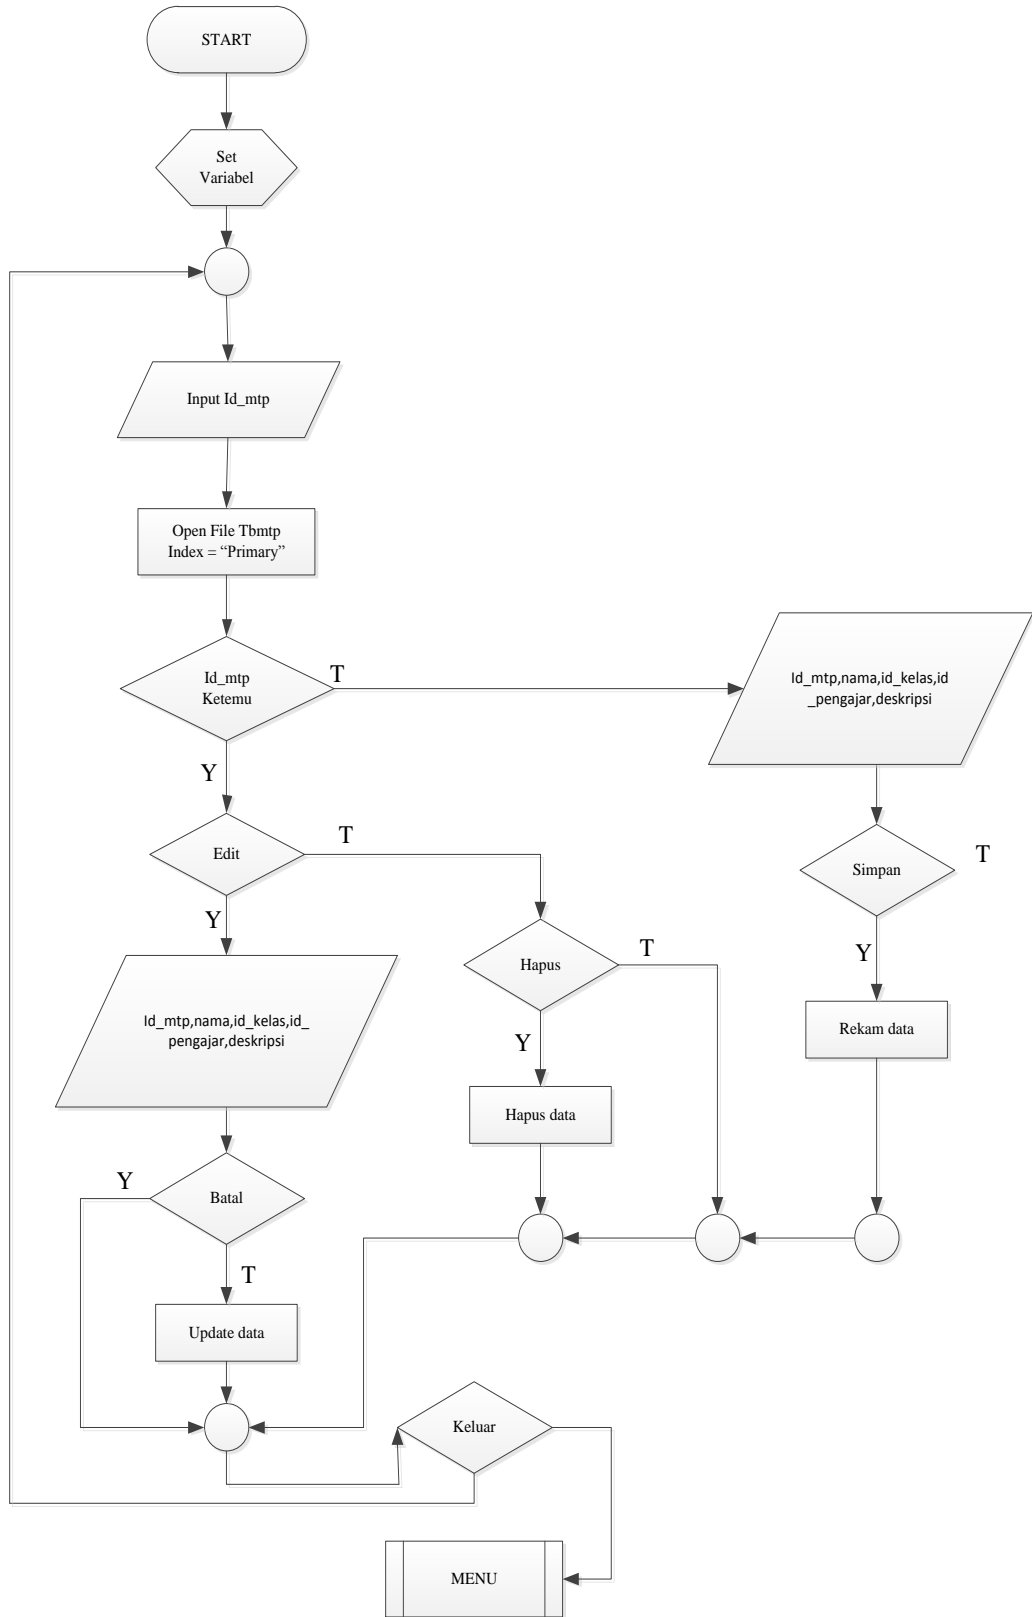 START
Set
Variabel
Input Id_mtp
Open File Tbmtp
Index = “Primary”
Id_mtp
Ketemu
T
Id_mtp,nama,id_kelas,id
_pengajar,deskripsi
Y
Edit
T
Simpan
T
Y
Hapus
T
Y
Id_mtp,nama,id_kelas,id_
pengajar,deskripsi
Rekam data
Y
Hapus data
Y
Batal
T
Update data
Keluar
MENU